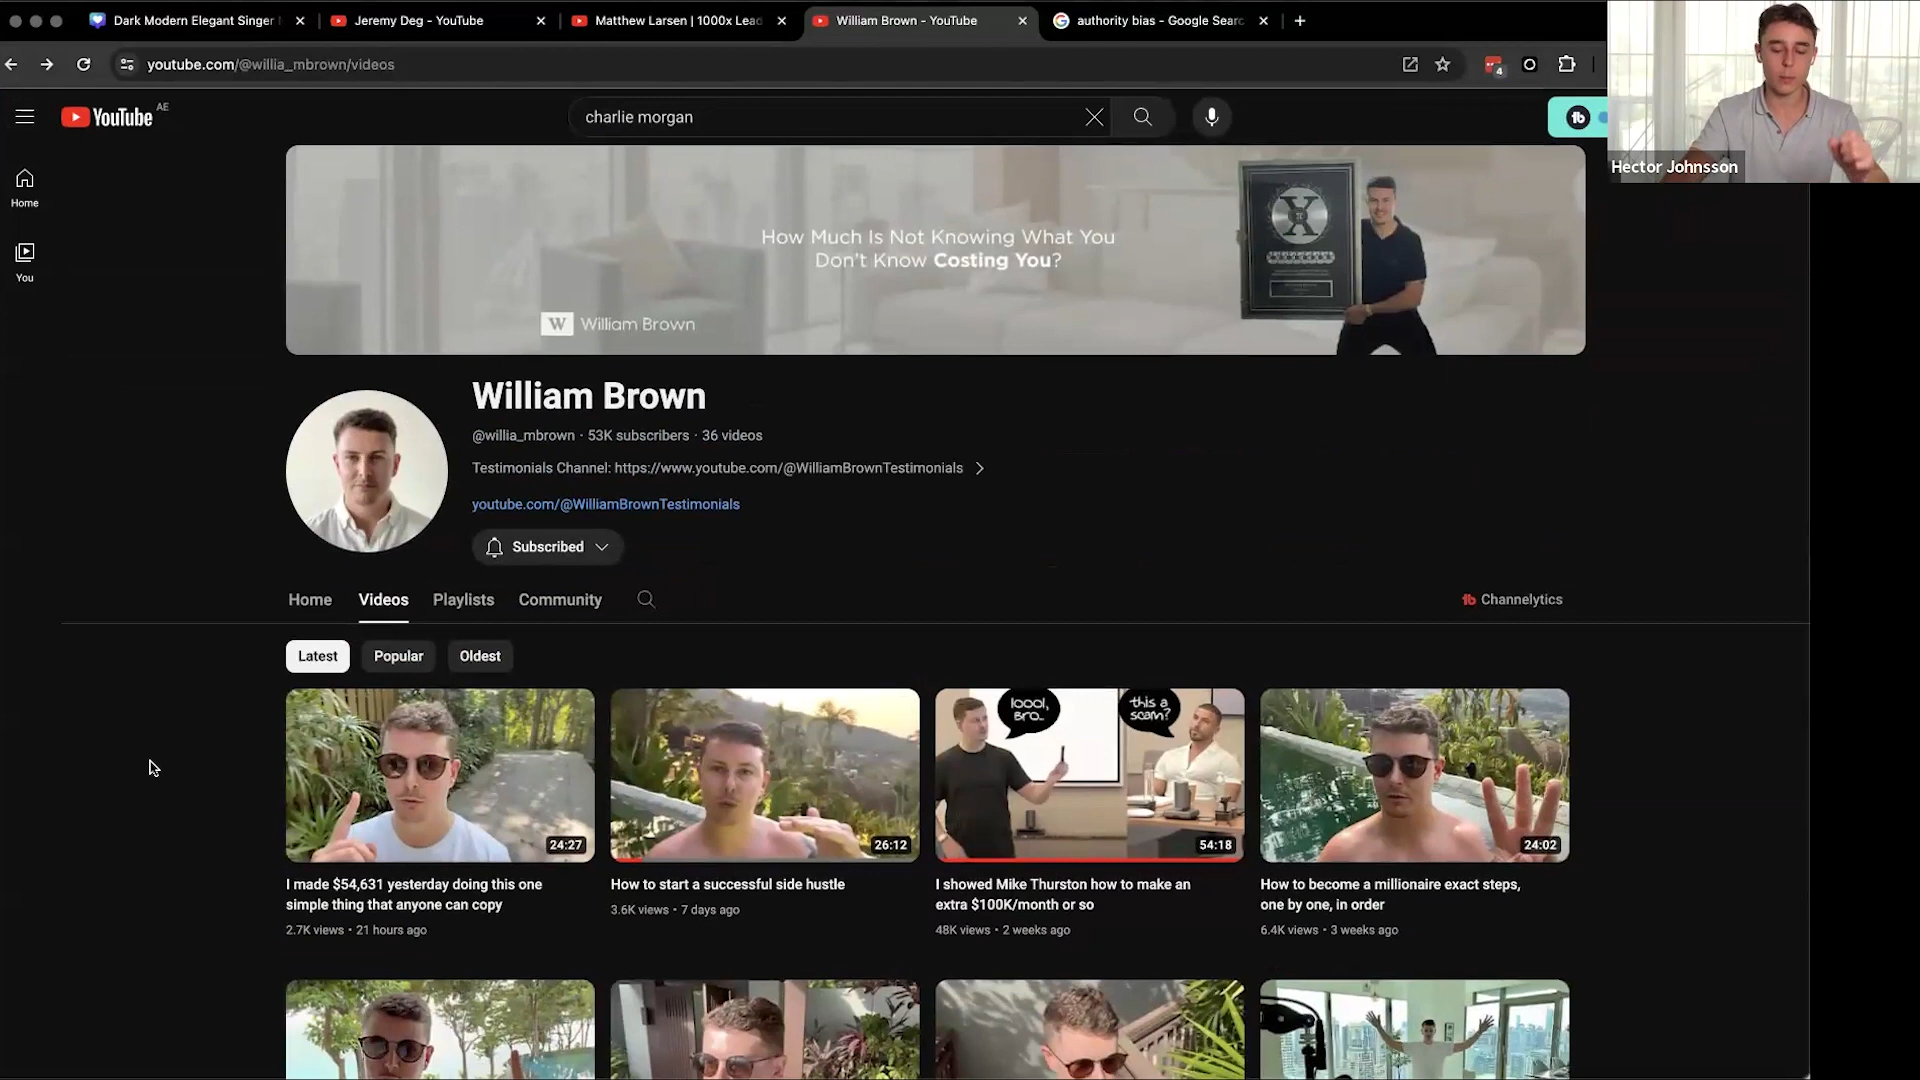 Dark Modern Elegant Singer
Jeremy Deg - YouTube
Matthew Larsen | 1000x Lead
William Brown - YouTube
authority bias - Google Searc
youtube.com/@willia_mbrown/videos
4
YouTube
AE
charlie morgan
Hector Johnsson
Home
You
How Much Is Not Knowing What You
Don't Know Costing You?
W William Brown
X
William Brown
@willia_mbrown · 53K subscribers · 36 videos
Testimonials Channel: https://www.youtube.com/@WilliamBrownTestimonials
youtube.com/@WilliamBrownTestimonials
Subscribed
Home
Videos
Playlists
Community
Channelytics
Latest
Popular
Oldest
loool,
BRO..
this a
scam?
24:27
26:12
54:18
24:02
I made $54,631 yesterday doing this one
simple thing that anyone can copy
2.7K views • 21 hours ago
How to start a successful side hustle
3.6K views • 7 days ago
I showed Mike Thurston how to make an
extra $100K/month or so
48K views • 2 weeks ago
How to become a millionaire exact steps,
one by one, in order
6.4K views • 3 weeks ago